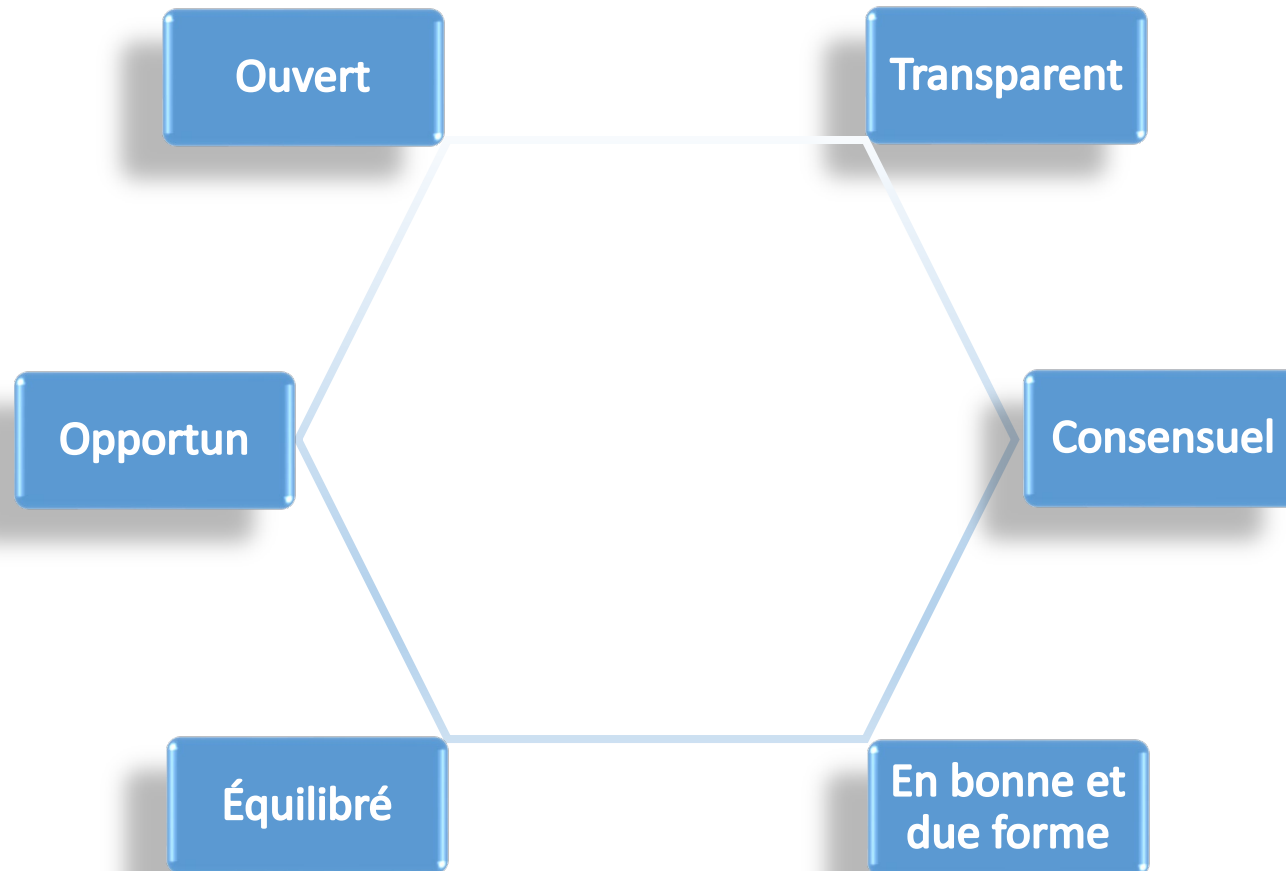 Ouvert
Transparent
Opportun
Consensuel
Équilibré
En bonne et
due forme